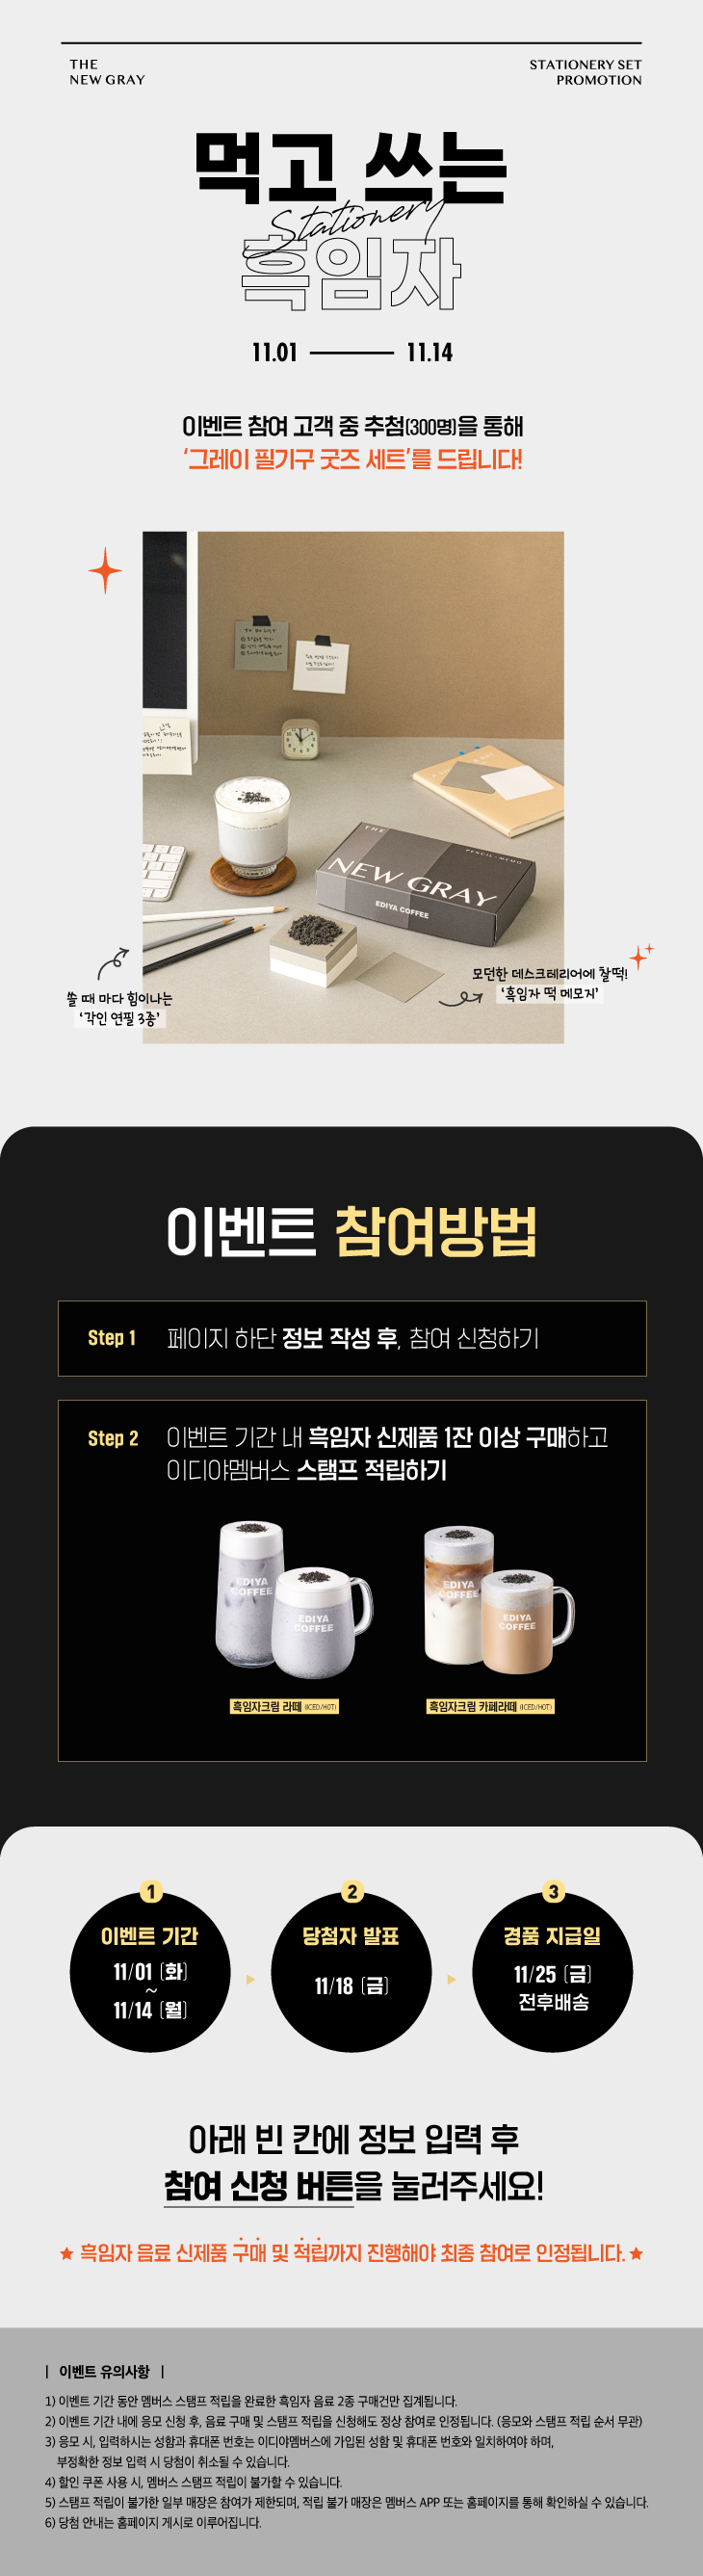 THE
NEW GRAY
STATIONERY SET
PROMOTION
먹고 쓰는
Stationery
흑임자
11.01 — 11.14
이벤트 참여 고객 중 추첨(300명)을 통해
‘그레이 필기구 굿즈 세트’를 드립니다!
THE
PENCIL · MEMO
NEW GRAY
EDIYA COFFEE
쓸 때 마다 힘이나는
‘각인 연필 3종’
모던한 데스크테리어에 찰떡!
‘흑임자 떡 메모지’
이벤트 참여방법
Step 1 페이지 하단 정보 작성 후, 참여 신청하기
Step 2 이벤트 기간 내 흑임자 신제품 1잔 이상 구매하고
이디야멤버스 스탬프 적립하기
EDIYA
COFFEE
EDIYA
COFFEE
EDIYA
COFFEE
EDIYA
COFFEE
흑임자크림 라떼 (ICED/HOT)
흑임자크림 카페라떼 (ICED/HOT)
1
이벤트 기간
11/01 (화)
~
11/14 (월)
2
당첨자 발표
11/18 (금)
3
경품 지급일
11/25 (금)
전후배송
아래 빈 칸에 정보 입력 후
참여 신청 버튼을 눌러주세요!
★ 흑임자 음료 신제품 구매 및 적립까지 진행해야 최종 참여로 인정됩니다. ★
| 이벤트 유의사항 |
1) 이벤트 기간 동안 멤버스 스탬프 적립을 완료한 흑임자 음료 2종 구매건만 집계됩니다.
2) 이벤트 기간 내에 응모 신청 후, 음료 구매 및 스탬프 적립을 신청해도 정상 참여로 인정됩니다. (응모와 스탬프 적립 순서 무관)
3) 응모 시, 입력하시는 성함과 휴대폰 번호는 이디야멤버스에 가입된 성함 및 휴대폰 번호와 일치하여야 하며,
부정확한 정보 입력 시 당첨이 취소될 수 있습니다.
4) 할인 쿠폰 사용 시, 멤버스 스탬프 적립이 불가할 수 있습니다.
5) 스탬프 적립이 불가한 일부 매장은 참여가 제한되며, 적립 불가 매장은 멤버스 APP 또는 홈페이지를 통해 확인하실 수 있습니다.
6) 당첨 안내는 홈페이지 게시로 이루어집니다.